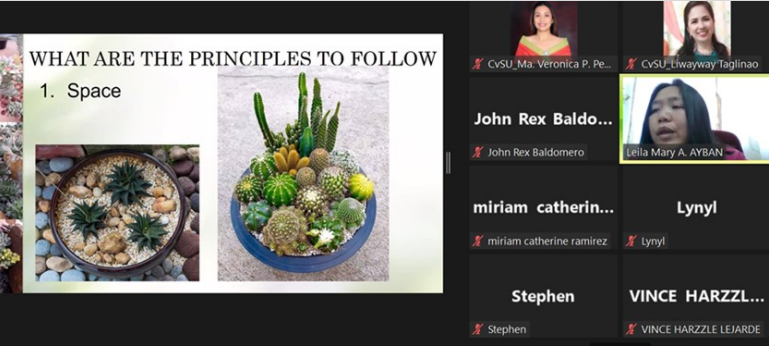 WHAT ARE THE PRINCIPLES TO FOLLOW
1. Space
CvSU_Ma. Veronica P. Pe...
CvSU_Liwayway Taglinao
John Rex Baldo...
John Rex Baldomero
Leila Mary A. AYBAN
miriam catherin...
miriam catherine ramirez
Lynyl
Lynyl
Stephen
Stephen
VINCE HARZZL...
VINCE HARZZLE LEJARDE